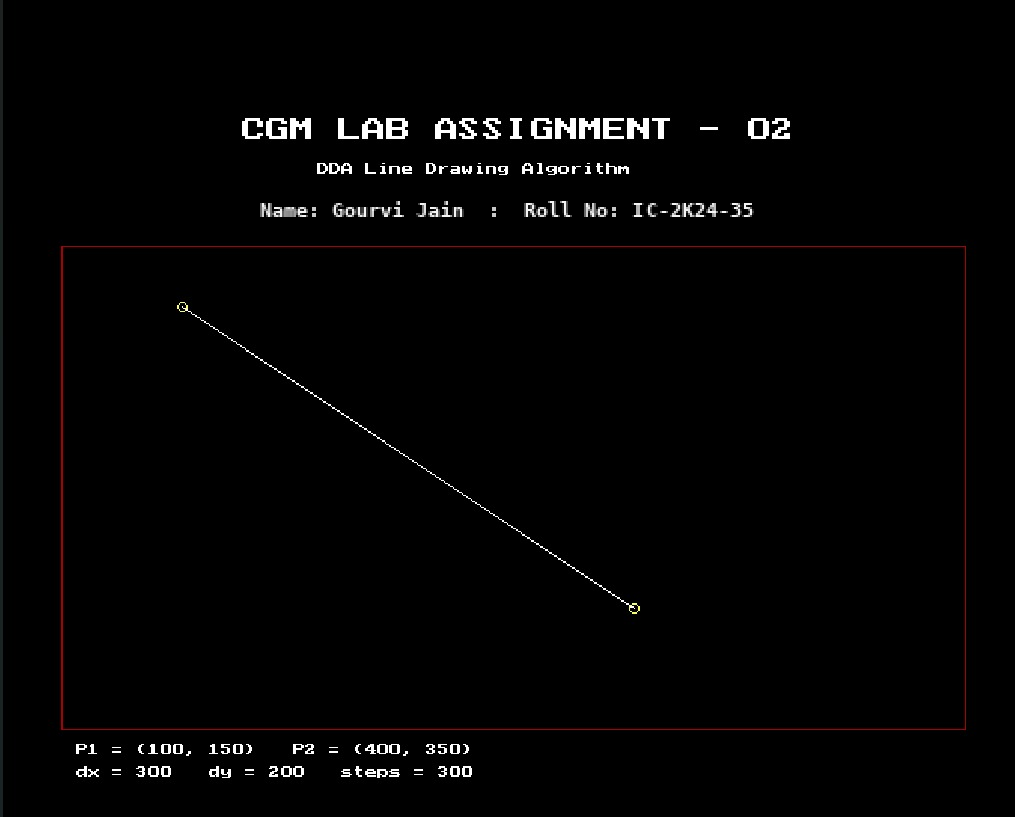 CGM LAB ASSIGNMENT - 02
DDA Line Drawing Algorithm
Name: Gourvi Jain : Roll No: IC-2K24-35
P1 = (100, 150) P2 = (400, 350)
dx = 300 dy = 200 steps = 300